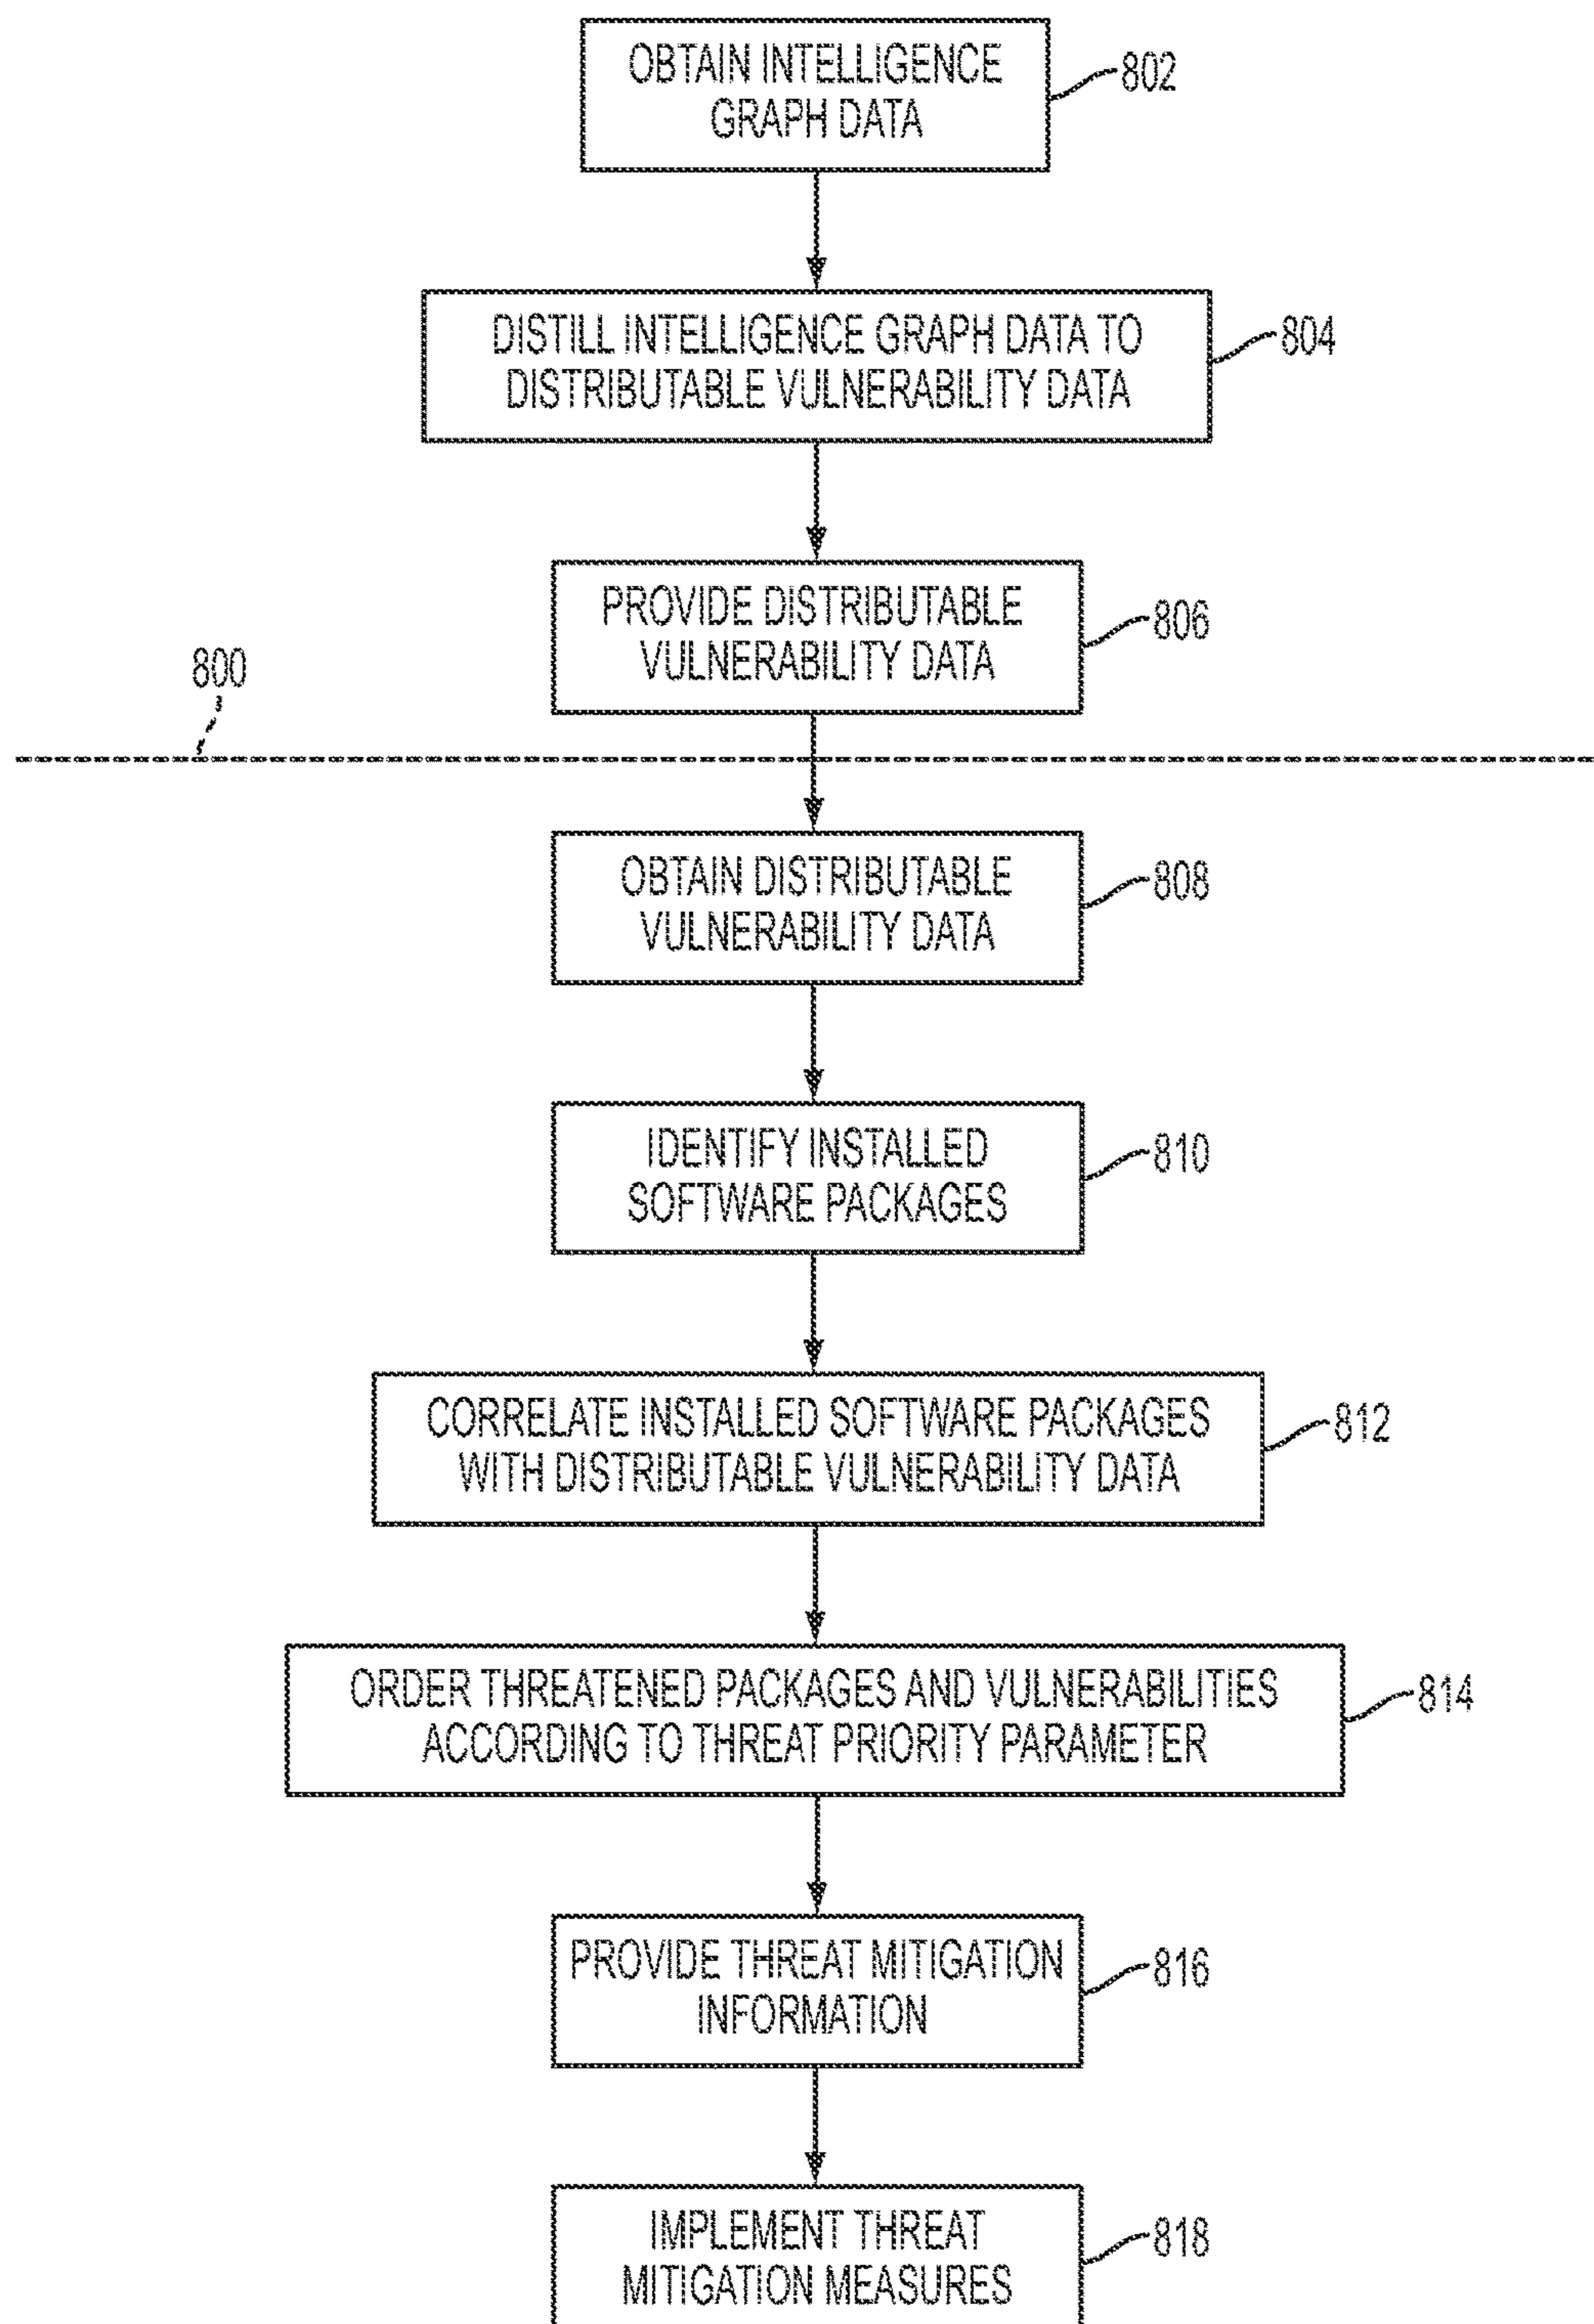 OBTAIN INTELLIGENCE
GRAPH DATA
802
DISTILL INTELLIGENCE GRAPH DATA TO
DISTRIBUTABLE VULNERABILITY DATA
804
PROVIDE DISTRIBUTABLE
VULNERABILITY DATA
806
800
OBTAIN DISTRIBUTABLE
VULNERABILITY DATA
808
IDENTIFY INSTALLED
SOFTWARE PACKAGES
810
CORRELATE INSTALLED SOFTWARE PACKAGES
WITH DISTRIBUTABLE VULNERABILITY DATA
812
ORDER THREATENED PACKAGES AND VULNERABILITIES
ACCORDING TO THREAT PRIORITY PARAMETER
814
PROVIDE THREAT MITIGATION
INFORMATION
816
IMPLEMENT THREAT
MITIGATION MEASURES
818